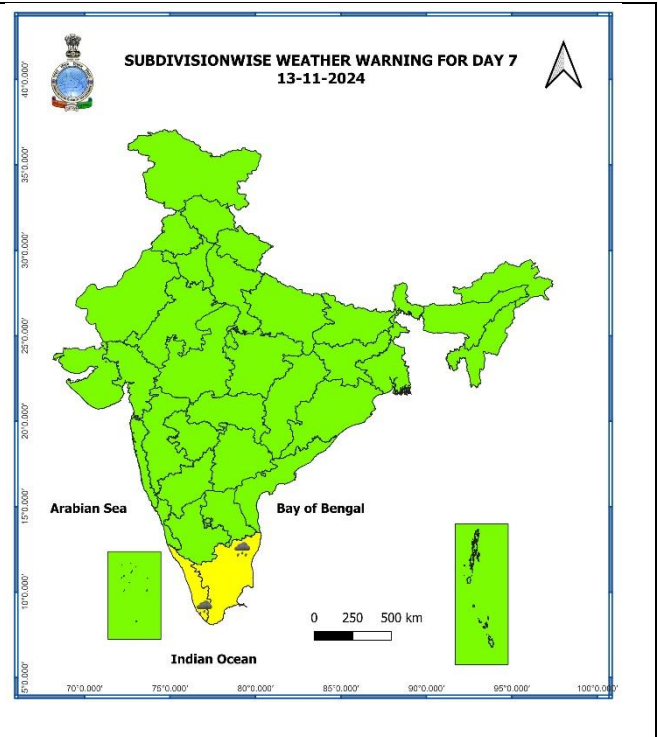 SUBDIVISIONWISE WEATHER WARNING FOR DAY 7
13-11-2024
40°0.000'
35°0.000'
30°0.000'
25°0.000'
20°0.000'
15°0.000'
10°0.000'
5°0.000'
Arabian Sea
Bay of Bengal
0 250 500 km
Indian Ocean
70°0.000' 75°0.000' 80°0.000' 85°0.000' 90°0.000' 95°0.000' 100°0.000'